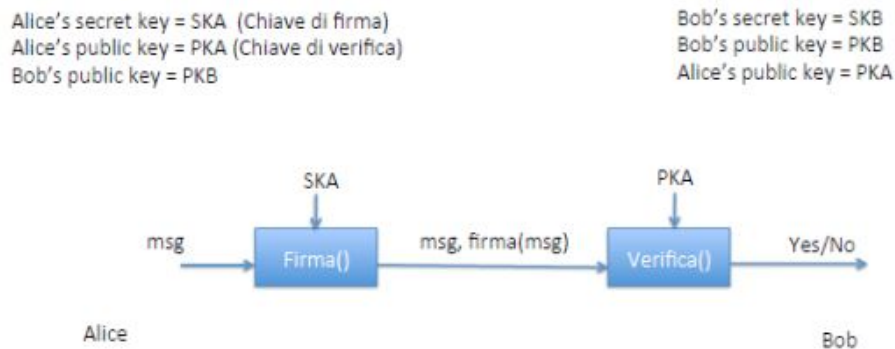 Alice's secret key = SKA (Chiave di firma)
Alice's public key = PKA (Chiave di verifica)
Bob's public key = PKB
Bob's secret key = SKB
Bob's public key = PKB
Alice's public key = PKA
SKA
PKA
msg
Firma()
msg, firma(msg)
Verifica()
Yes/No
Alice
Bob